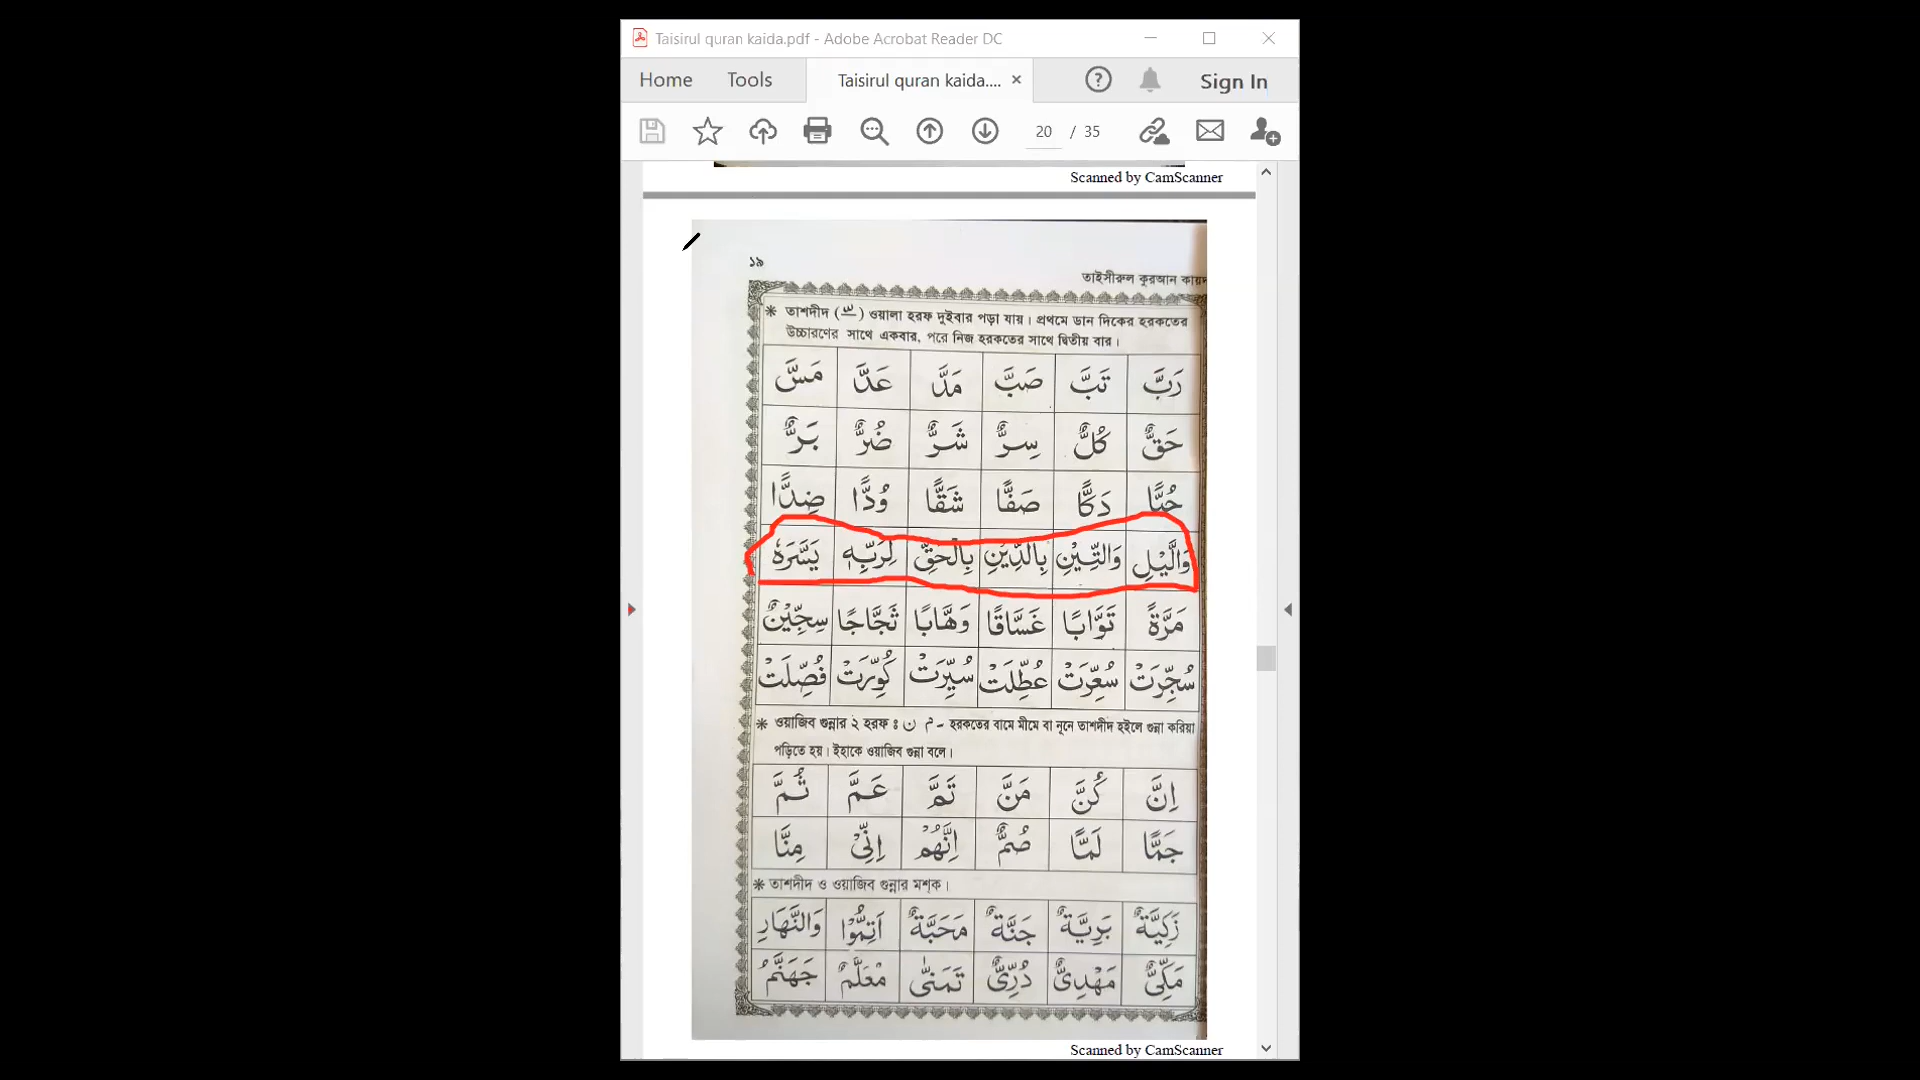 Taisirul quran kaida.pdf - Adobe Acrobat Reader DC
Home Tools Taisirul quran kaida.... Sign In
20 / 35
Scanned by CamScanner
১৯
তাইসীরুল কুরআন কায়দ
* তাশদীদ ( ّ ) ওয়ালা হরফ দুইবার পড়া যায়। প্রথমে ডান দিকের হরকতের
উচ্চারণের সাথে একবার, পরে নিজ হরকতের সাথে দ্বিতীয় বার।
رَبَّ تَبَّ صَبَّ مَدَّ عَدَّ مَسَّ
حَقٌّ كُلٌّ سِرٌّ شَرٌّ ضُرٌّ بَرٌّ
حُبًّا دَكًّا صَفًّا شَقًّا وُدًّا ضِدًّا
وَالَّيْلِ وَالتِّيْنِ بِالدِّيْنِ بِالْحَقِّ لِرَبِّهٖ يَسَّرَهٗ
مَرَّةً تَوَّابًا غَسَّاقًا وَهَّابًا ثَجَّاجًا سِجِّيْنٌ
سُجِّرَتْ سُعِّرَتْ عُطِّلَتْ سُيِّرَتْ كُوِّرَتْ فُصِّلَتْ
* ওয়াজিব গুন্নার ২ হরফ ঃ ن م - হরকতের বামে মীমে বা নূনে তাশদীদ হইলে গুন্না করিয়া
পড়িতে হয়। ইহাকে ওয়াজিব গুন্না বলে।
اِنَّ كُنَّ مَنَّ تَمَّ عَمَّ ثُمَّ
جَمًّا لَمَّا صُمٌّ اِنَّهُمْ اِنِّىْ مِنَّا
* তাশদীদ ও ওয়াজিব গুন্নার মশ্‌ক।
زَكِيَّةٌ بَرِيَّةٌ جَنَّةٌ مَحَبَّةٌ اَتِمُّوْا وَالنَّهَارِ
مَكِّىٌّ مَهْدِىٌّ دُرِّىٌّ تَمَنّٰى مُعَلَّمٌ جَهَنَّمُ
Scanned by CamScanner